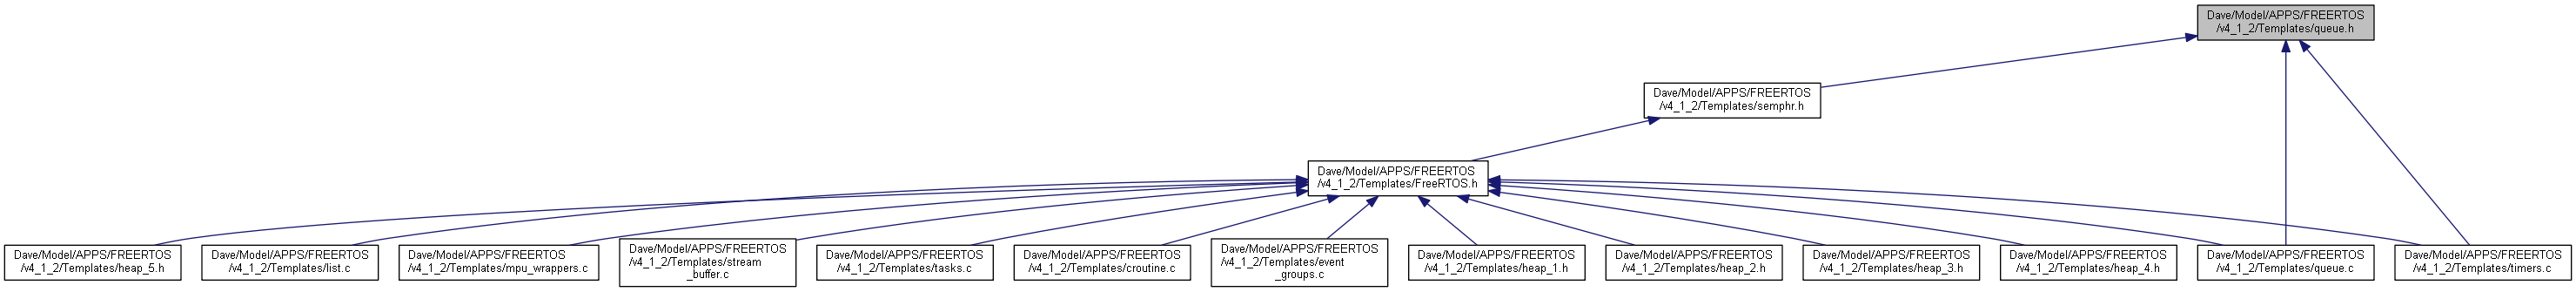 Dave/Model/APPS/FREERTOS
/v4_1_2/Templates/queue.h
Dave/Model/APPS/FREERTOS
/v4_1_2/Templates/semphr.h
Dave/Model/APPS/FREERTOS
/v4_1_2/Templates/FreeRTOS.h
Dave/Model/APPS/FREERTOS
/v4_1_2/Templates/heap_5.h
Dave/Model/APPS/FREERTOS
/v4_1_2/Templates/list.c
Dave/Model/APPS/FREERTOS
/v4_1_2/Templates/mpu_wrappers.c
Dave/Model/APPS/FREERTOS
/v4_1_2/Templates/stream
_buffer.c
Dave/Model/APPS/FREERTOS
/v4_1_2/Templates/tasks.c
Dave/Model/APPS/FREERTOS
/v4_1_2/Templates/croutine.c
Dave/Model/APPS/FREERTOS
/v4_1_2/Templates/event
_groups.c
Dave/Model/APPS/FREERTOS
/v4_1_2/Templates/heap_1.h
Dave/Model/APPS/FREERTOS
/v4_1_2/Templates/heap_2.h
Dave/Model/APPS/FREERTOS
/v4_1_2/Templates/heap_3.h
Dave/Model/APPS/FREERTOS
/v4_1_2/Templates/heap_4.h
Dave/Model/APPS/FREERTOS
/v4_1_2/Templates/queue.c
Dave/Model/APPS/FREERTOS
/v4_1_2/Templates/timers.c